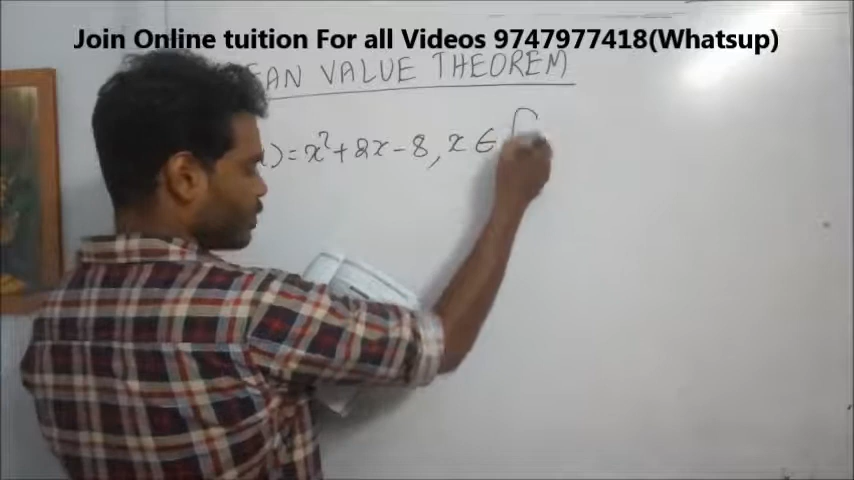 Join Online tuition For all Videos 9747977418(Whatsup)
EAN VALUE THEOREM
) = x² + 2x - 8, x ∈ [